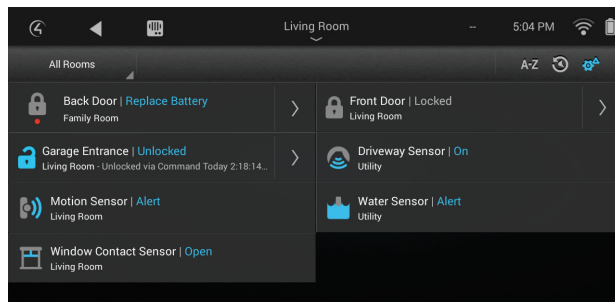 Living Room
--
5:04 PM
All Rooms
A-Z
Back Door | Replace Battery
Family Room
Front Door | Locked
Living Room
Garage Entrance | Unlocked
Living Room - Unlocked via Command Today 2:18:14...
Driveway Sensor | On
Utility
Motion Sensor | Alert
Living Room
Water Sensor | Alert
Utility
Window Contact Sensor | Open
Living Room